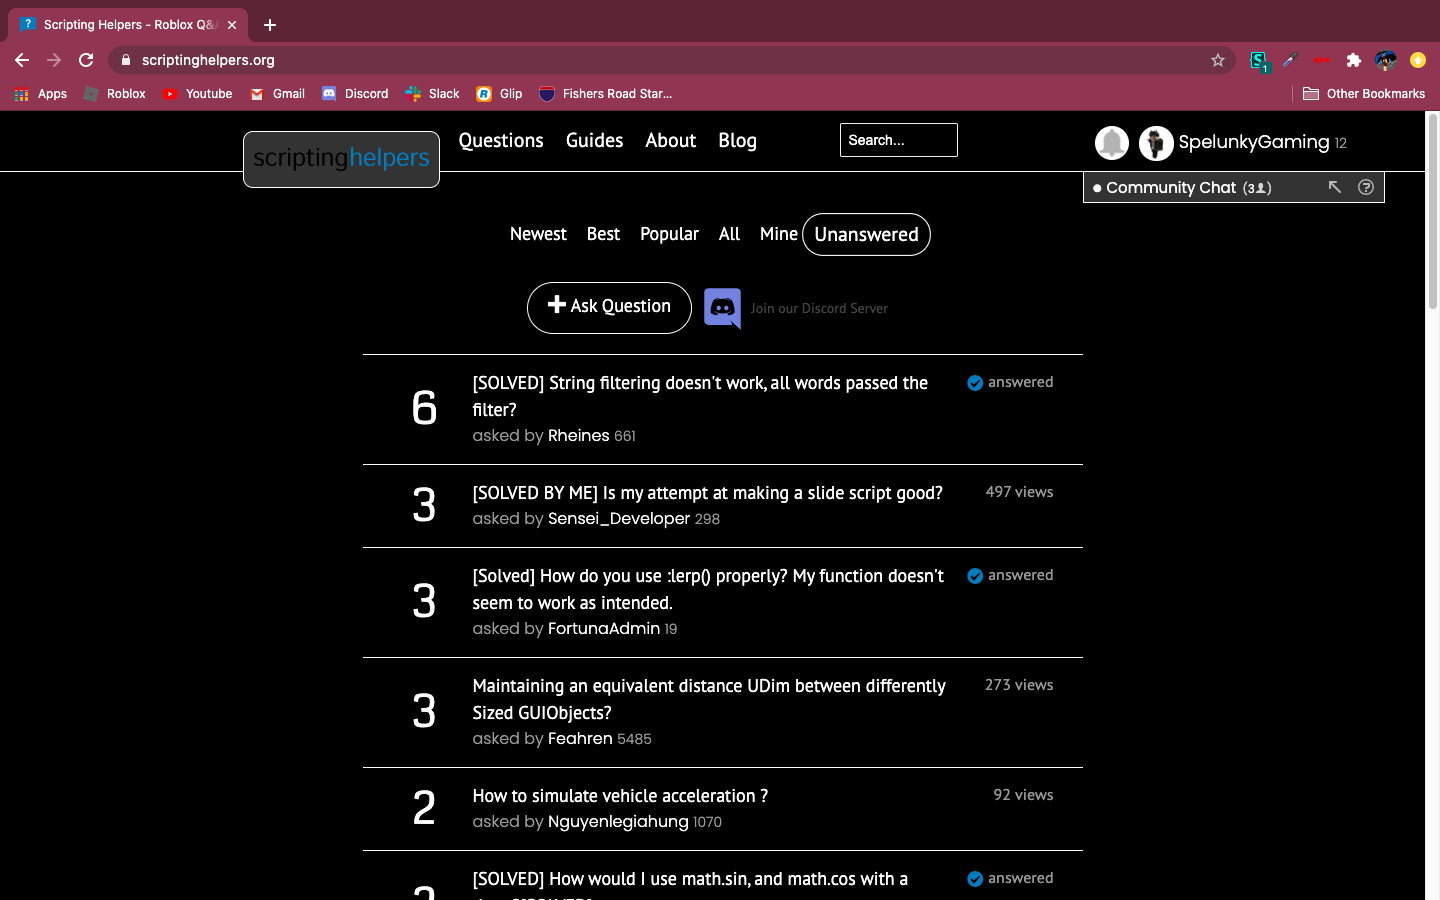 Scripting Helpers - Roblox Q&A
scriptinghelpers.org
1
Apps
Roblox
Youtube
Gmail
Discord
Slack
Glip
Fishers Road Star...
Other Bookmarks
scriptinghelpers
Questions
Guides
About
Blog
Search...
SpelunkyGaming 12
Community Chat (3)
Newest
Best
Popular
All
Mine
Unanswered
Ask Question
Join our Discord Server
6
[SOLVED] String filtering doesn't work, all words passed the
filter?
asked by Rheines 661
answered
3
[SOLVED BY ME] Is my attempt at making a slide script good?
asked by Sensei_Developer 298
497 views
3
[Solved] How do you use :lerp() properly? My function doesn't
seem to work as intended.
asked by FortunaAdmin 19
answered
3
Maintaining an equivalent distance UDim between differently
Sized GUIObjects?
asked by Feahren 5485
273 views
2
How to simulate vehicle acceleration ?
asked by Nguyenlegiahung 1070
92 views
[SOLVED] How would I use math.sin, and math.cos with a
answered